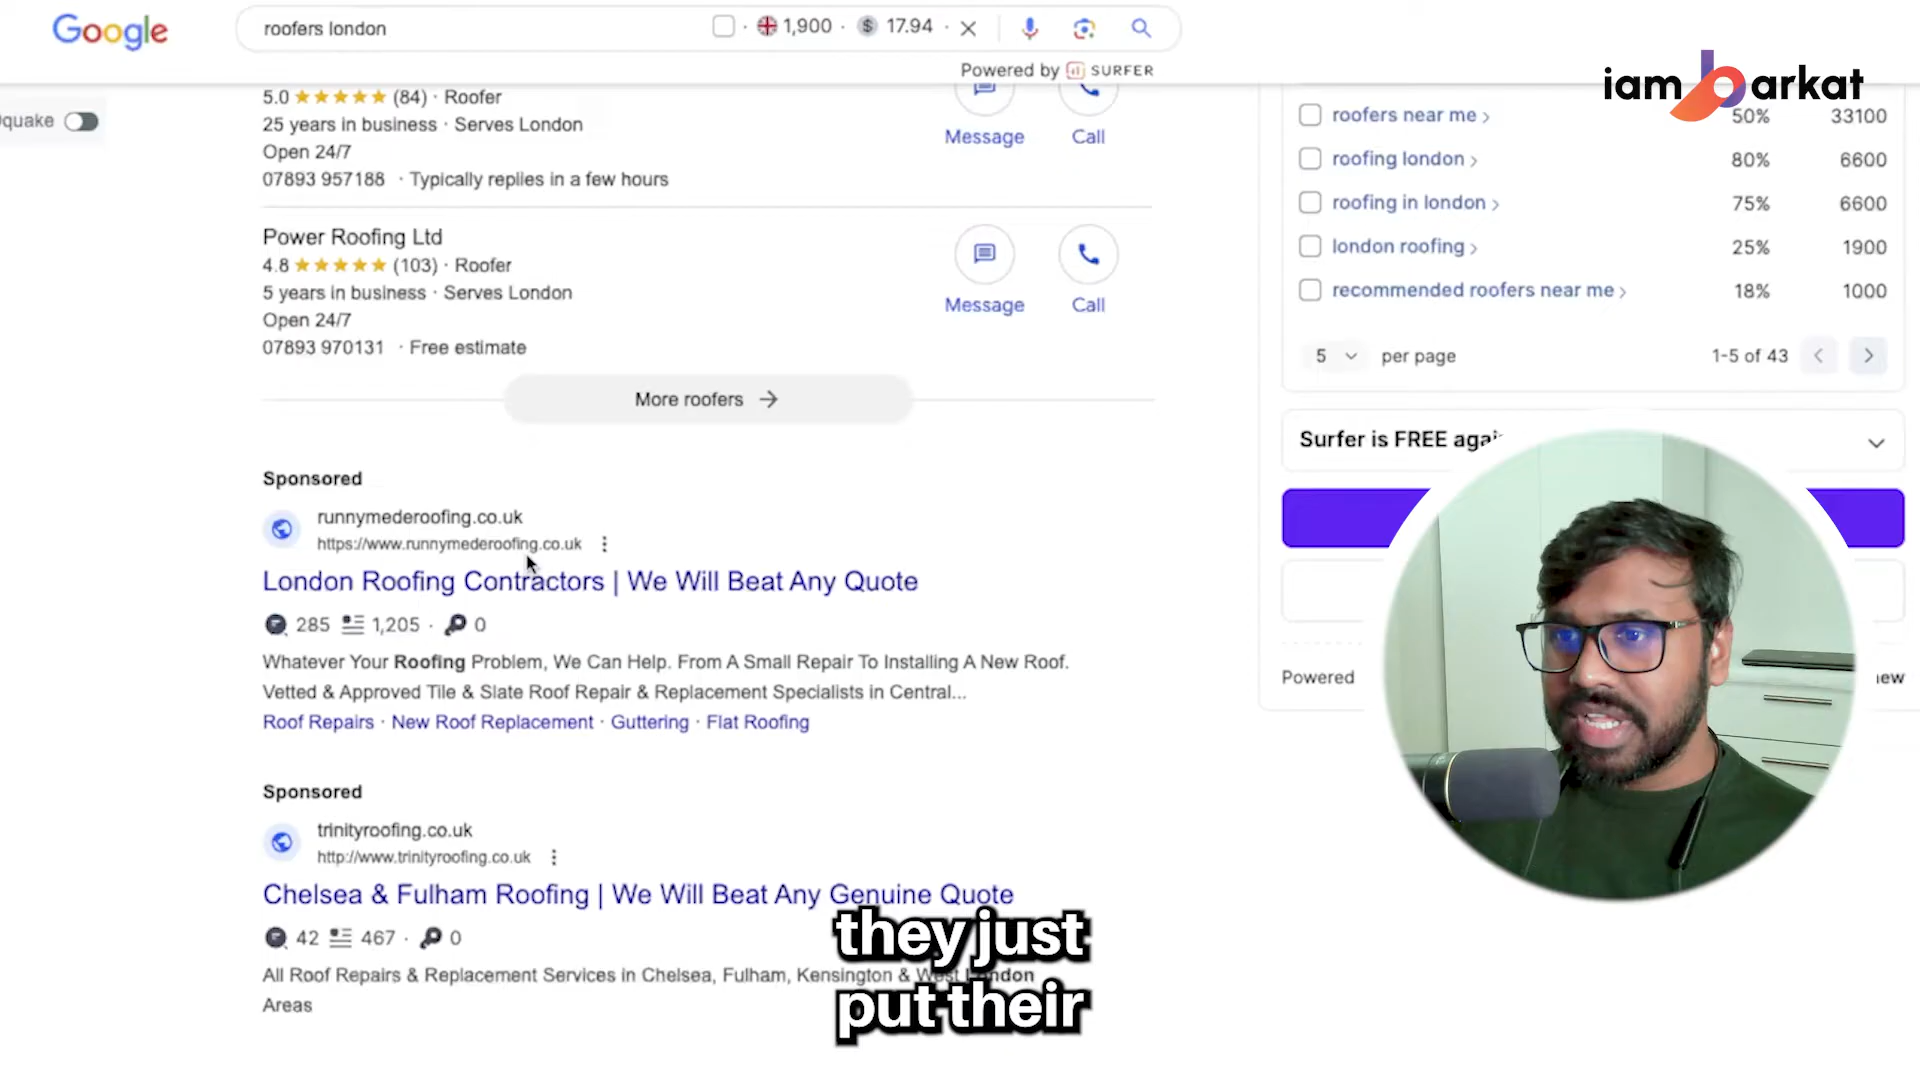 Google
roofers london
1,900 · $ 17.94 ·
Powered by SURFER
iam barkat
quake
5.0 ★★★★★ (84) · Roofer
25 years in business · Serves London
Open 24/7
07893 957188 · Typically replies in a few hours
Message
Call
Power Roofing Ltd
4.8 ★★★★★ (103) · Roofer
5 years in business · Serves London
Open 24/7
07893 970131 · Free estimate
Message
Call
More roofers →
Sponsored
runnymederoofing.co.uk
https://www.runnymederoofing.co.uk
London Roofing Contractors | We Will Beat Any Quote
285 1,205 · 0
Whatever Your Roofing Problem, We Can Help. From A Small Repair To Installing A New Roof.
Vetted & Approved Tile & Slate Roof Repair & Replacement Specialists in Central...
Roof Repairs · New Roof Replacement · Guttering · Flat Roofing
Sponsored
trinityroofing.co.uk
http://www.trinityroofing.co.uk
Chelsea & Fulham Roofing | We Will Beat Any Genuine Quote
42 467 · 0
All Roof Repairs & Replacement Services in Chelsea, Fulham, Kensington & West London
Areas
they just
put their
roofers near me › 50% 33100
roofing london › 80% 6600
roofing in london › 75% 6600
london roofing › 25% 1900
recommended roofers near me › 18% 1000
5 per page 1-5 of 43
Surfer is FREE again
Powered